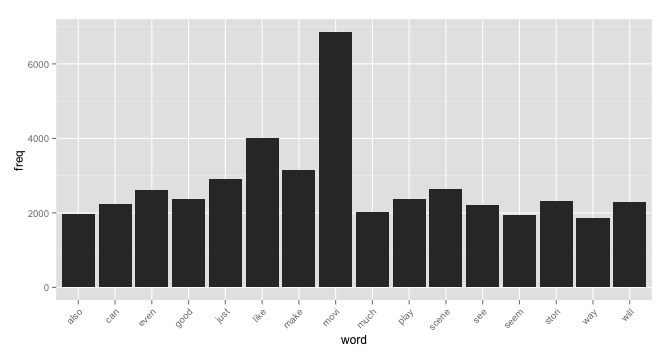 6000
4000
2000
0
freq
also can even good just like make movi much play scene see seem stori way will
word